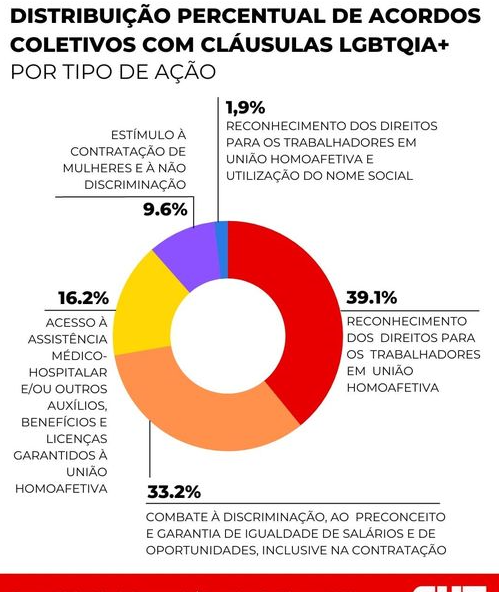 DISTRIBUIÇÃO PERCENTUAL DE ACORDOS
COLETIVOS COM CLÁUSULAS LGBTQIA+
POR TIPO DE AÇÃO
1,9%
RECONHECIMENTO DOS DIREITOS
PARA OS TRABALHADORES EM
UNIÃO HOMOAFETIVA E
UTILIZAÇÃO DO NOME SOCIAL
ESTÍMULO À
CONTRATAÇÃO DE
MULHERES E À NÃO
DISCRIMINAÇÃO
9.6%
16.2%
ACESSO À
ASSISTÊNCIA
MÉDICO-
HOSPITALAR
E/OU OUTROS
AUXÍLIOS,
BENEFÍCIOS E
LICENÇAS
GARANTIDOS À
UNIÃO
HOMOAFETIVA
39.1%
RECONHECIMENTO
DOS DIREITOS PARA
OS TRABALHADORES
EM UNIÃO
HOMOAFETIVA
33.2%
COMBATE À DISCRIMINAÇÃO, AO PRECONCEITO
E GARANTIA DE IGUALDADE DE SALÁRIOS E DE
OPORTUNIDADES, INCLUSIVE NA CONTRATAÇÃO